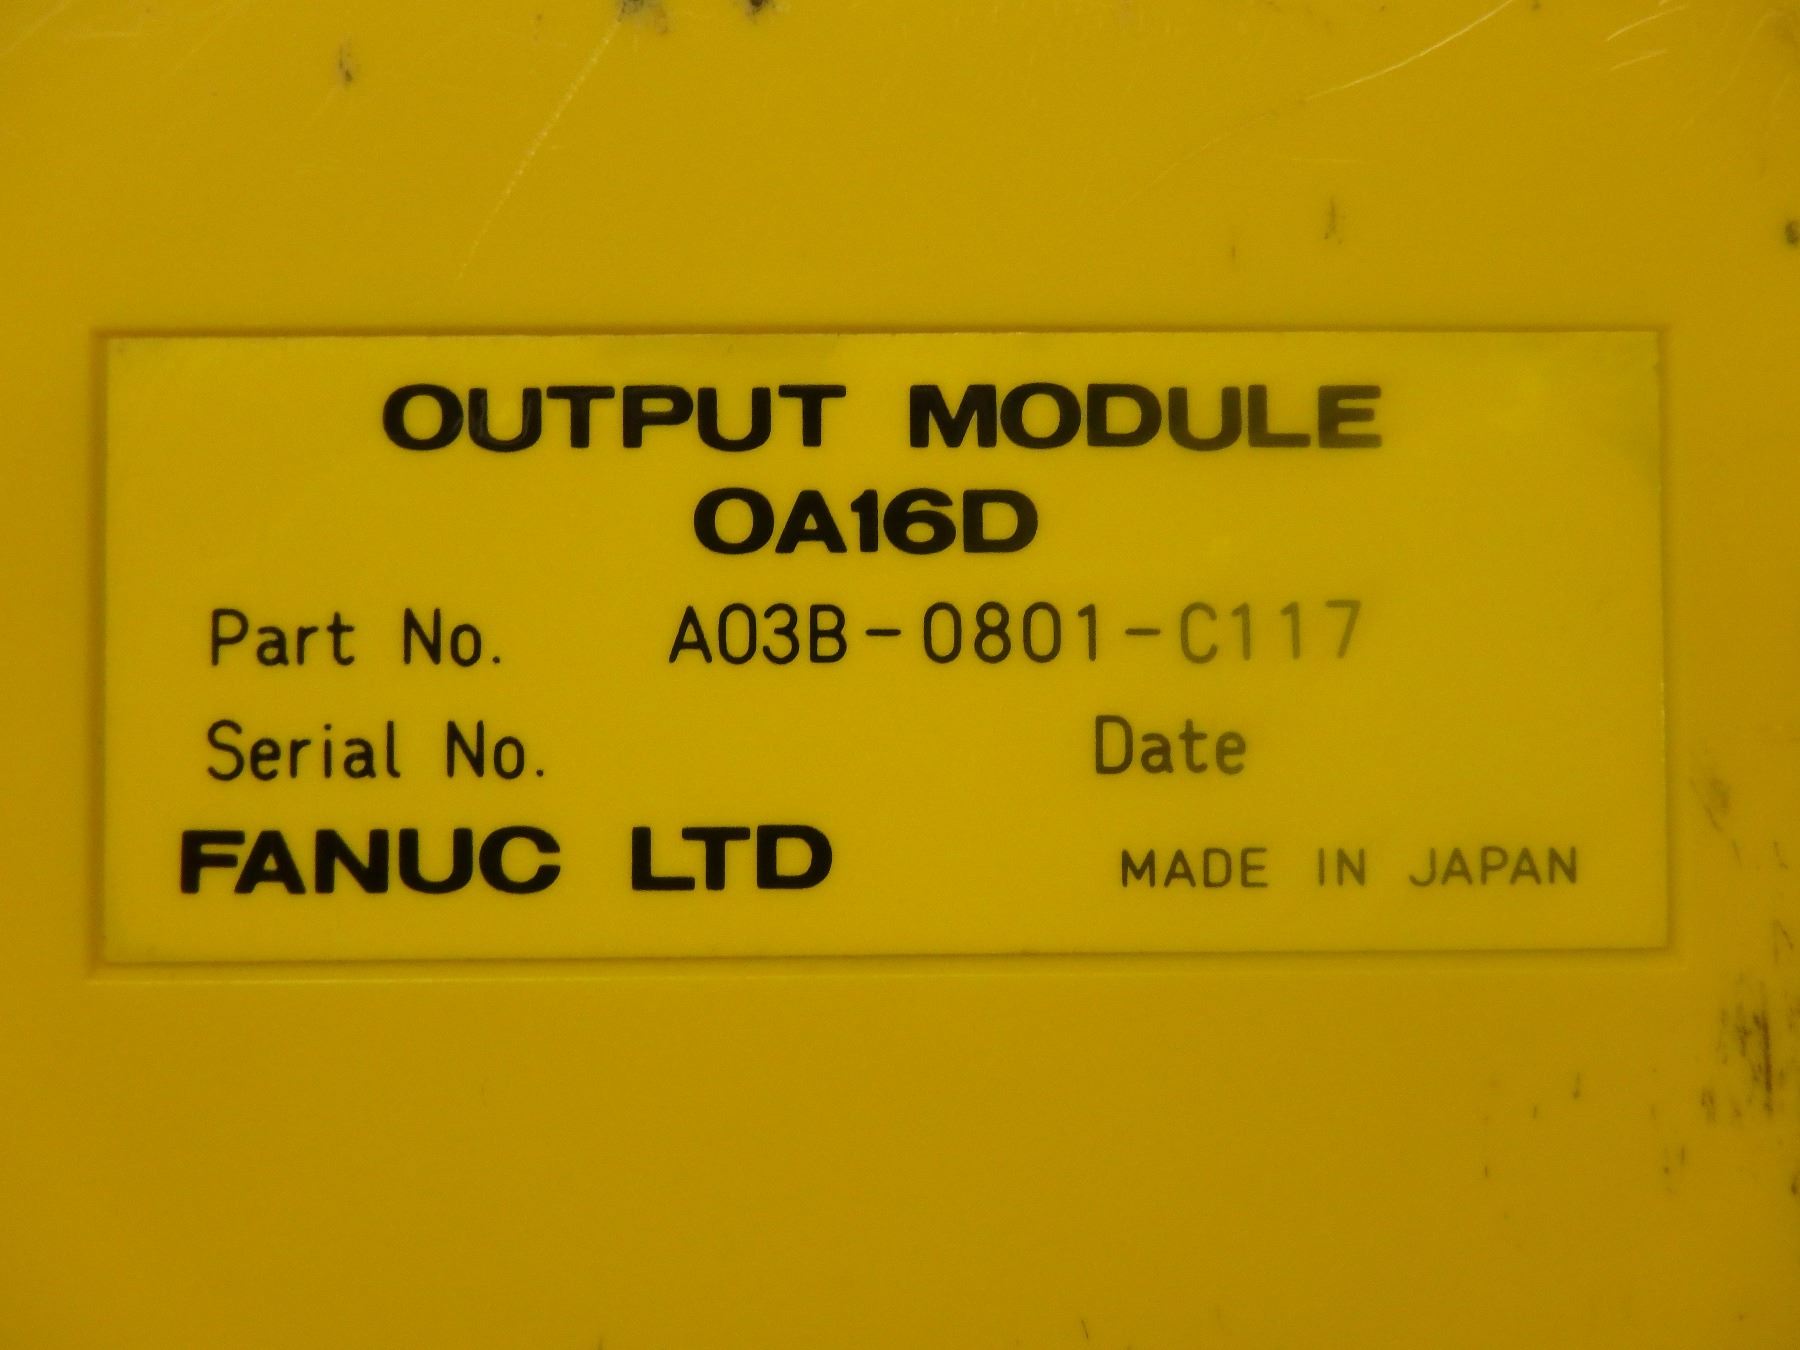 OUTPUT MODULE
OA16D
Part No. A03B-0801-C117
Serial No. Date
FANUC LTD MADE IN JAPAN